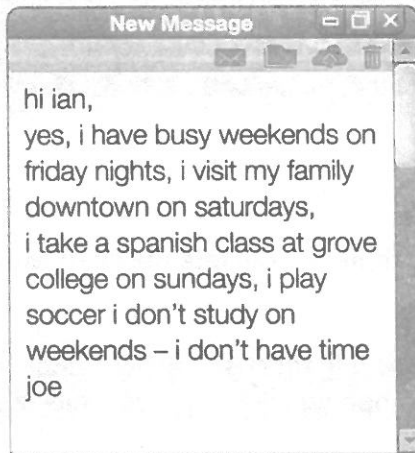 New Message
hi ian,
yes, i have busy weekends on
friday nights, i visit my family
downtown on saturdays,
i take a spanish class at grove
college on sundays, i play
soccer i don't study on
weekends – i don't have time
joe